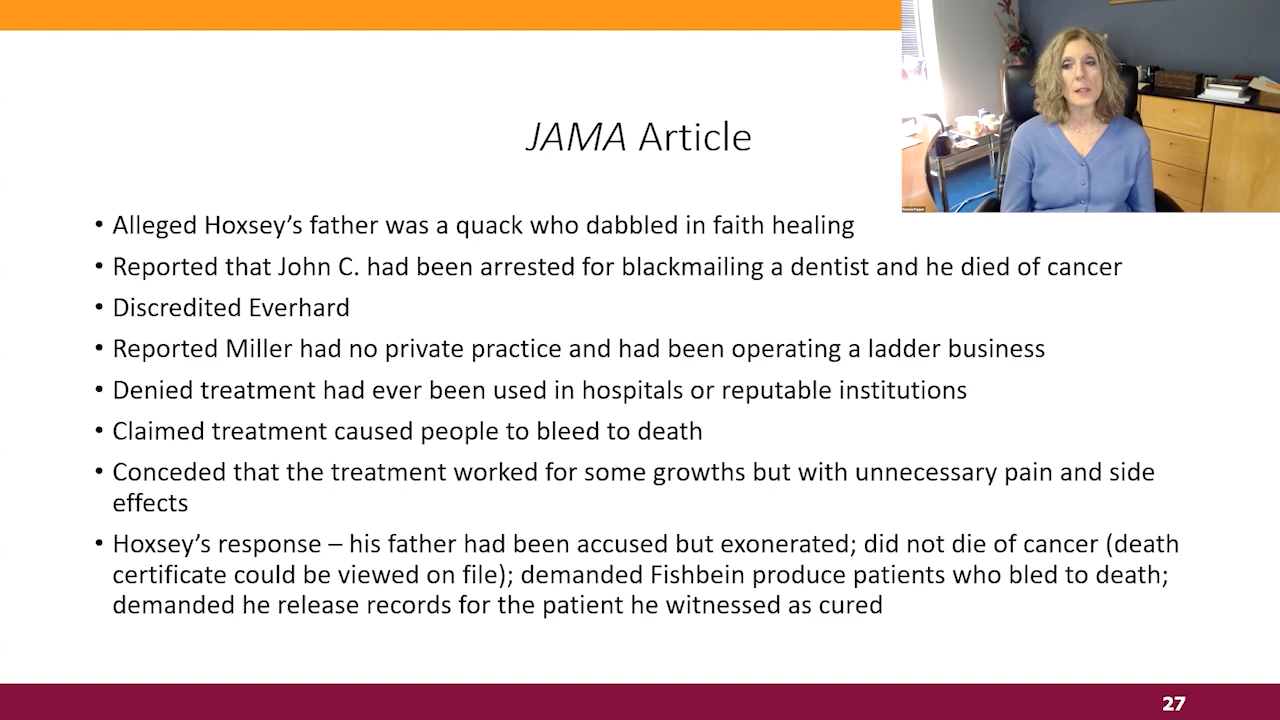 JAMA Article
• Alleged Hoxsey’s father was a quack who dabbled in faith healing
• Reported that John C. had been arrested for blackmailing a dentist and he died of cancer
• Discredited Everhard
• Reported Miller had no private practice and had been operating a ladder business
• Denied treatment had ever been used in hospitals or reputable institutions
• Claimed treatment caused people to bleed to death
• Conceded that the treatment worked for some growths but with unnecessary pain and side
effects
• Hoxsey’s response – his father had been accused but exonerated; did not die of cancer (death
certificate could be viewed on file); demanded Fishbein produce patients who bled to death;
demanded he release records for the patient he witnessed as cured
27